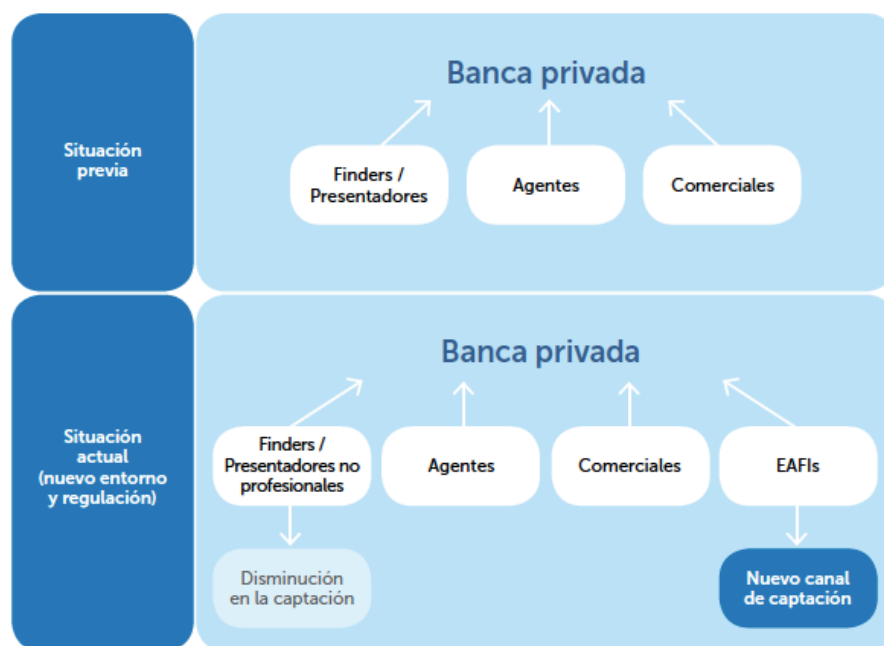 Situación
previa
Banca privada
Finders /
Presentadores
Agentes
Comerciales
Situación
actual
(nuevo entorno
y regulación)
Banca privada
Finders /
Presentadores no
profesionales
Agentes
Comerciales
EAFIs
Disminución
en la captación
Nuevo canal
de captación